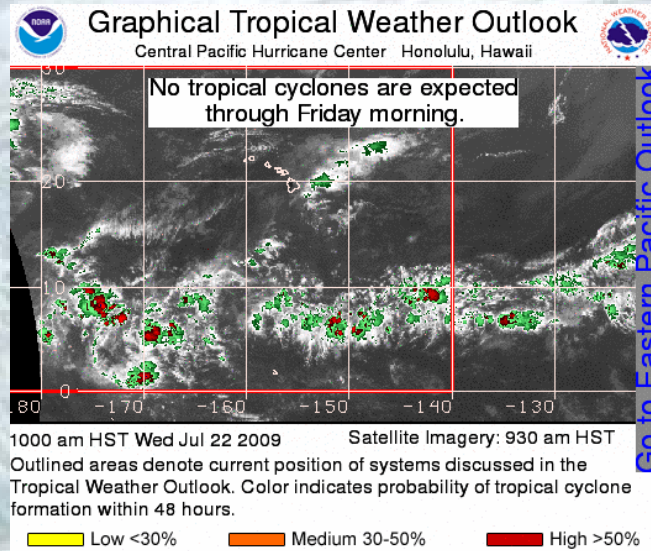 Graphical Tropical Weather Outlook
Central Pacific Hurricane Center Honolulu, Hawaii
NOAA
No tropical cyclones are expected
through Friday morning.
30
20
10
0
80 -170 -160 -150 -140 -130
Go to Eastern Pacific Outlook
1000 am HST Wed Jul 22 2009 Satellite Imagery: 930 am HST
Outlined areas denote current position of systems discussed in the
Tropical Weather Outlook. Color indicates probability of tropical cyclone
formation within 48 hours.
Low <30% Medium 30-50% High >50%